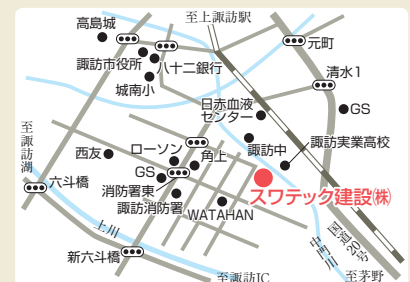 至上諏訪駅
高島城
元町
諏訪市役所
八十二銀行
城南小
清水1
GS
日赤血液
センター
至諏訪湖
西友
ローソン
角上
諏訪中
諏訪実業高校
GS
六斗橋
消防署東
諏訪消防署
WATAHAN
スワテック建設㈱
上川
新六斗橋
中門川
国道20号
至諏訪IC
至茅野